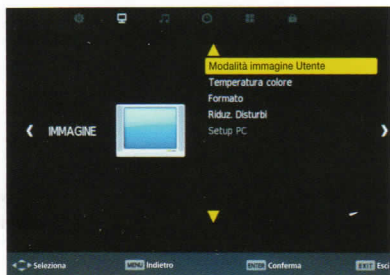 Modalità immagine Utente
Temperatura colore
Formato
Riduz. Disturbi
IMMAGINE
Setup PC
Seleziona
MENU Indietro
ENTER Conferma
EXIT Esci